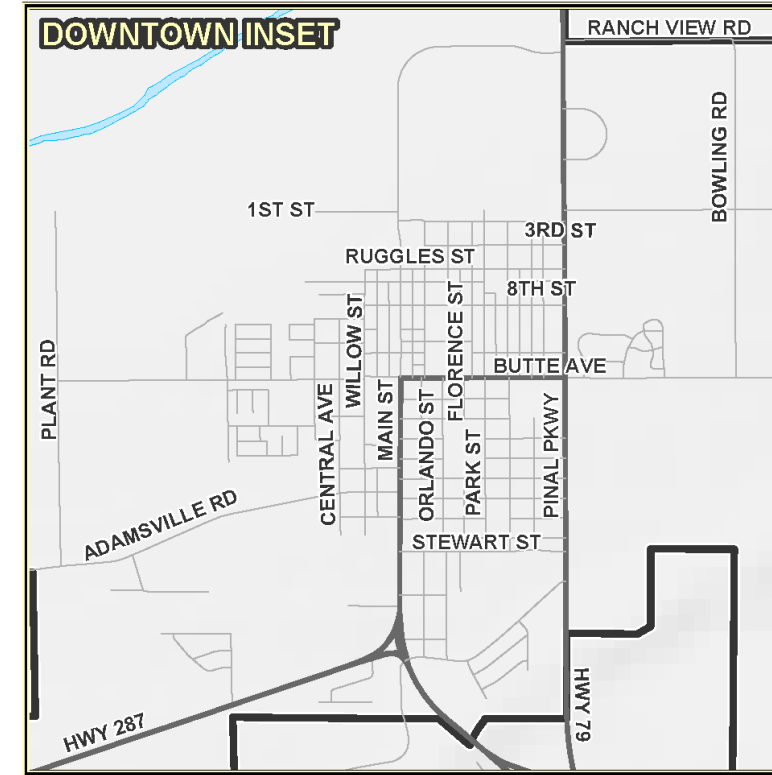 DOWNTOWN INSET
RANCH VIEW RD
BOWLING RD
1ST ST
3RD ST
RUGGLES ST
8TH ST
FLORENCE ST
WILLOW ST
PLANT RD
BUTTE AVE
CENTRAL AVE
MAIN ST
ORLANDO ST
PARK ST
PINAL PKWY
ADAMSVILLE RD
STEWART ST
HWY 287
HWY 79